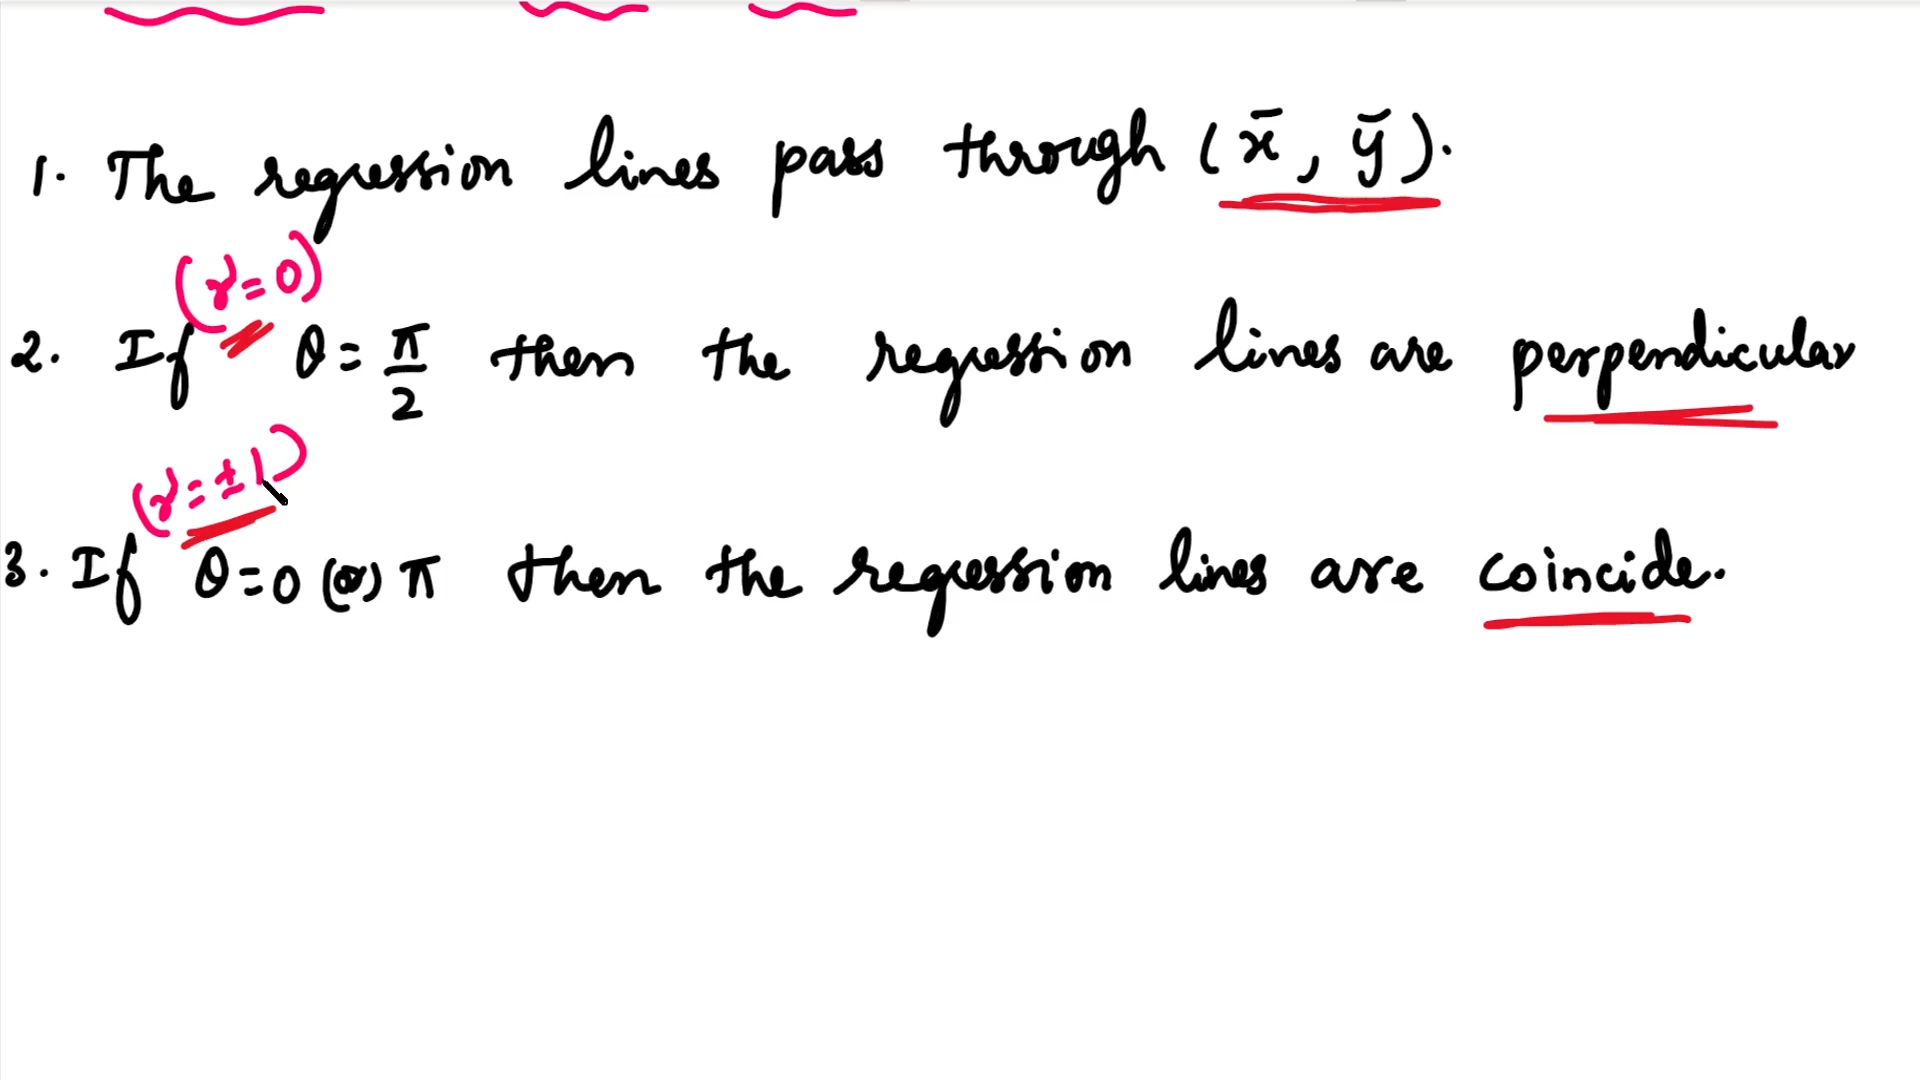 1. The regression lines pass through (x̄, ȳ).
(r=0)
2. If θ = π/2 then the regression lines are perpendicular
(r=±1)
3. If θ=0 (or) π then the regression lines are coincide.